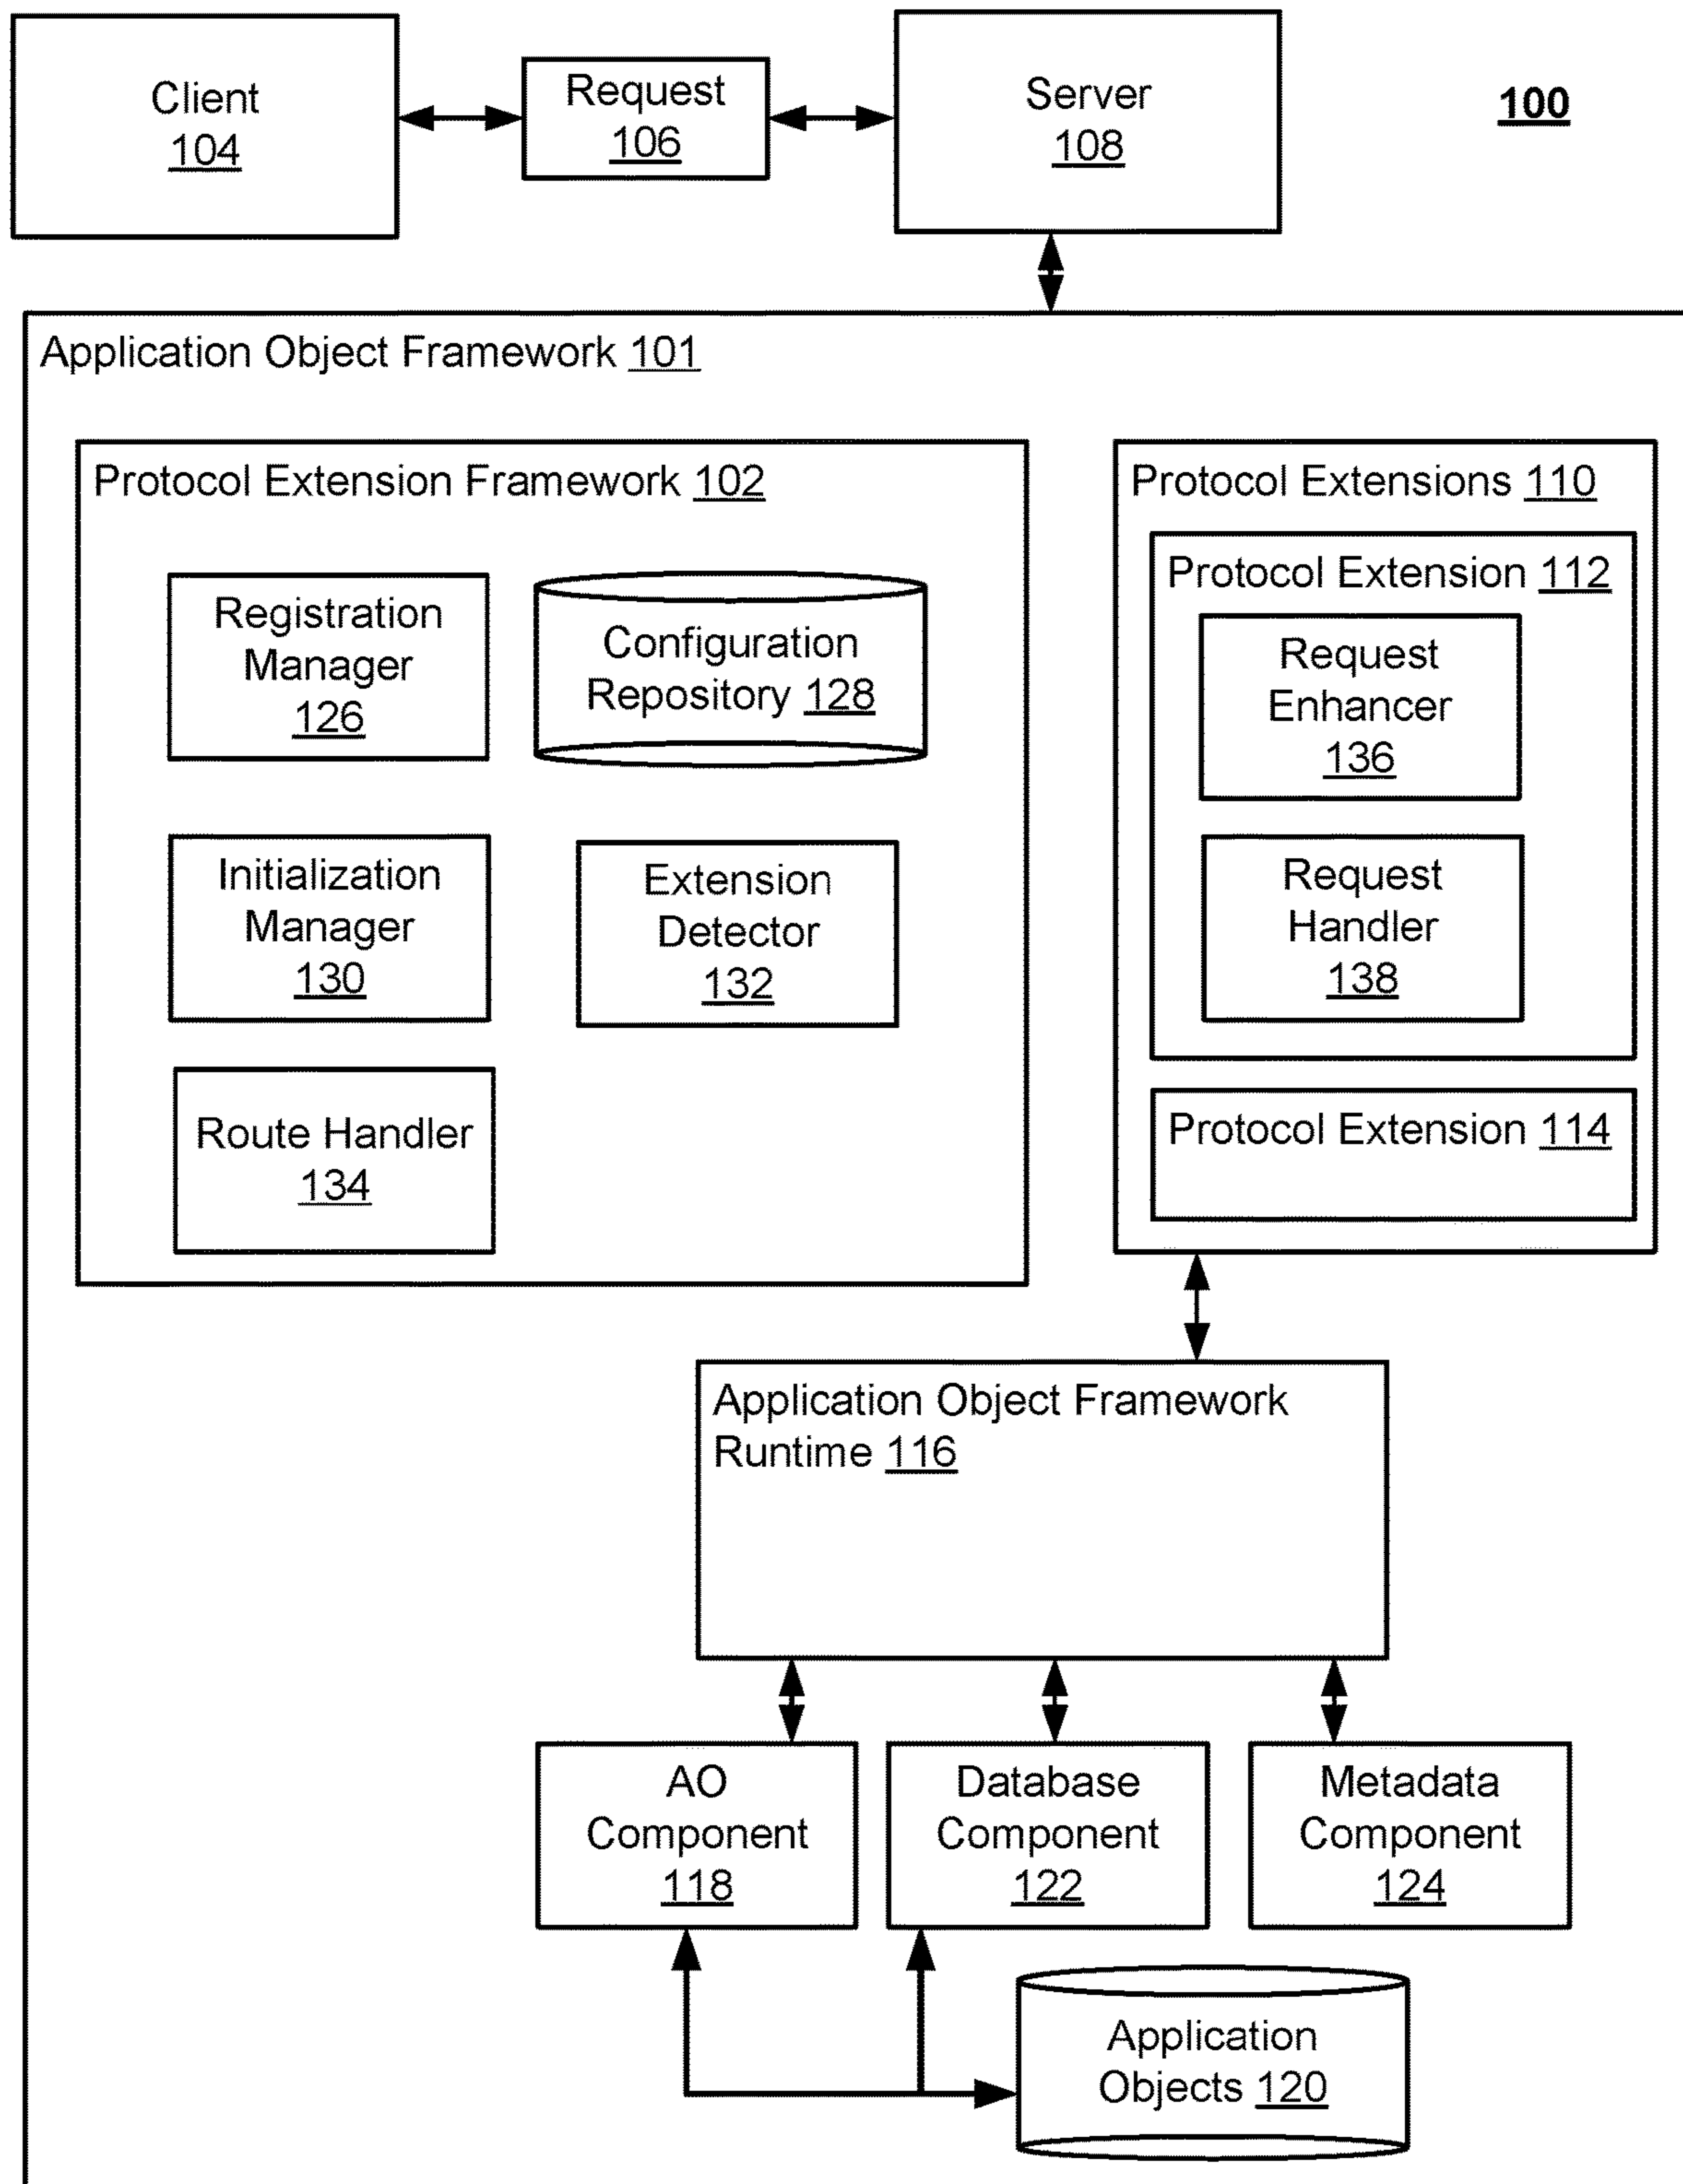 Client
104
Request
106
Server
108
100
Application Object Framework 101
Protocol Extension Framework 102
Registration
Manager
126
Configuration
Repository 128
Initialization
Manager
130
Extension
Detector
132
Route Handler
134
Protocol Extensions 110
Protocol Extension 112
Request
Enhancer
136
Request
Handler
138
Protocol Extension 114
Application Object Framework
Runtime 116
AO
Component
118
Database
Component
122
Metadata
Component
124
Application
Objects 120